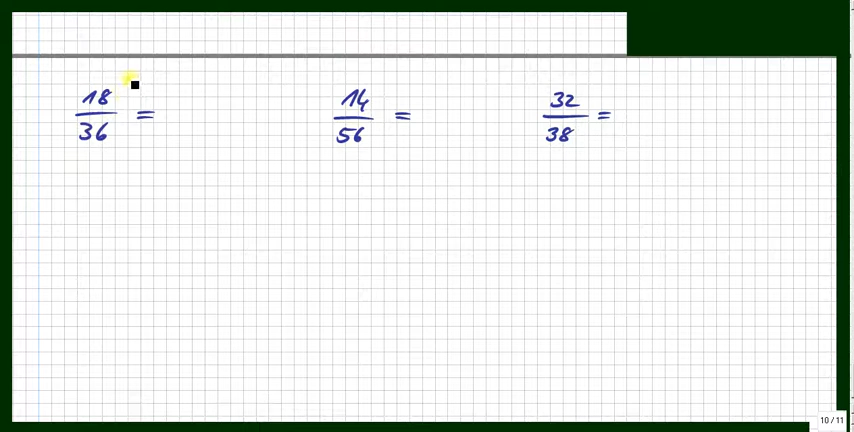 18/36 =
14/56 =
32/38 =
10 / 11